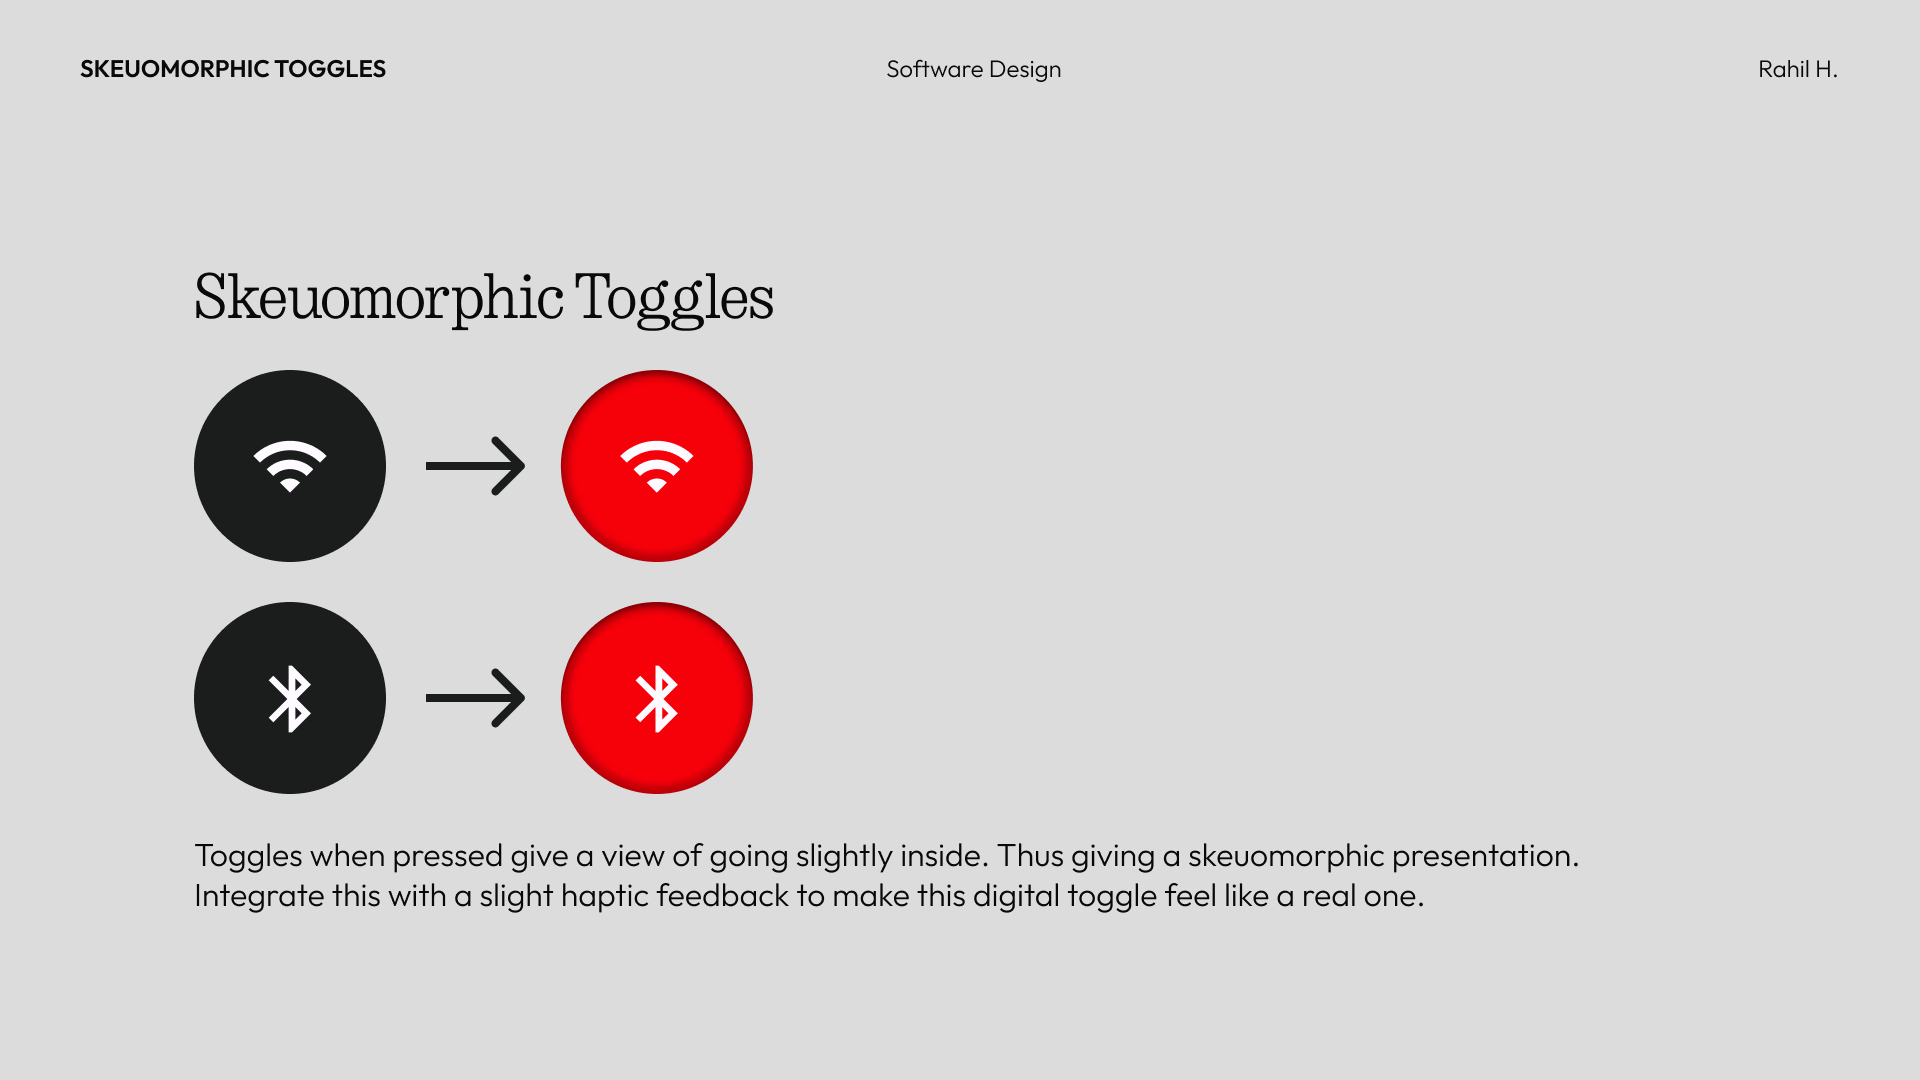 SKEUOMORPHIC TOGGLES
Software Design
Rahil H.
Skeuomorphic Toggles
Toggles when pressed give a view of going slightly inside. Thus giving a skeuomorphic presentation.
Integrate this with a slight haptic feedback to make this digital toggle feel like a real one.